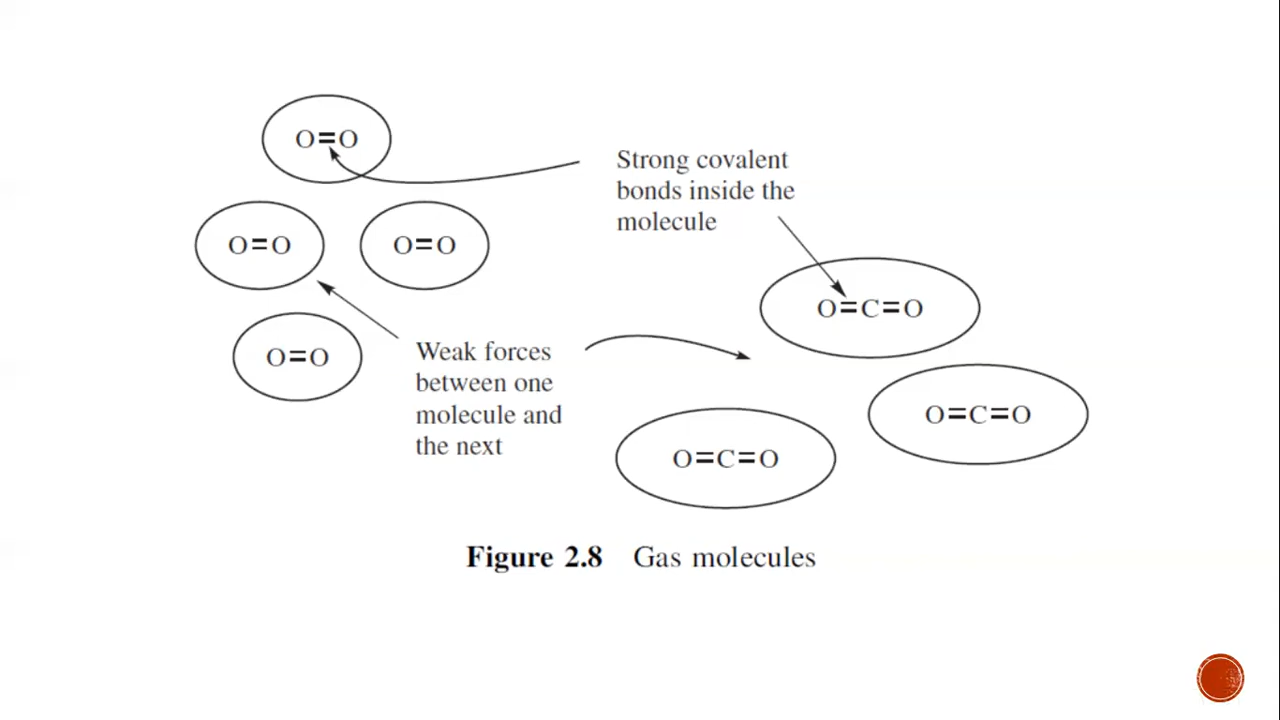 O=O
Strong covalent
bonds inside the
molecule
O=O
O=O
O=C=O
Weak forces
between one
molecule and
the next
O=O
O=C=O
O=C=O
Figure 2.8 Gas molecules